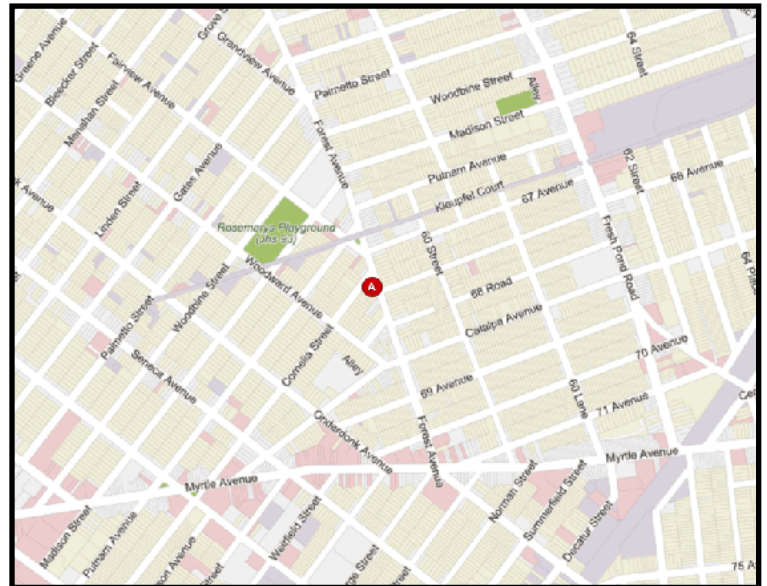 Greene Avenue
Bleecker Street
Menahan Street
Fairview Avenue
Grove S
Grandview Avenue
Palmetto Street
Woodbine Street
Alley
64 Street
Madison Street
Forest Avenue
Putnam Avenue
Kleupfel Court
67 Avenue
62 Street
68 Avenue
Gates Avenue
Linden Street
k Avenue
Rosemarys Playground
60 Street
Fresh Pond Road
A
68 Road
Catalpa Avenue
Woodward Avenue
Woodbine Street
Palmetto Street
Cornelia Street
Alley
Seneca Avenue
69 Avenue
70 Avenue
71 Avenue
60 Lane
Onderdonk Avenue
Forest Avenue
Myrtle Avenue
Myrtle Avenue
Norman Street
Summerfield Street
Decatur Street
Weirfield Street
Madison Street
Putnam Avenue
rge Street
75 A